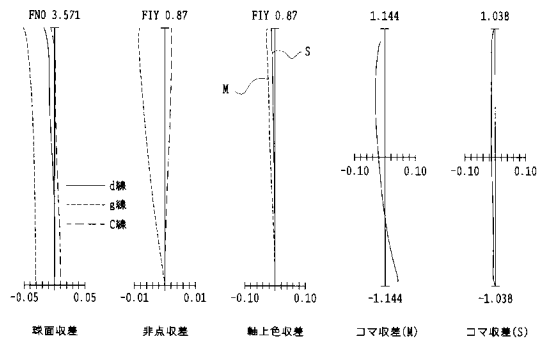 FNO 3.571
FIY 0.87
FIY 0.87
1.144
1.038
S
M
-0.10 0.10
-0.10 0.10
d線
g線
C線
-0.05 0.05
-0.01 0.01
-0.10 0.10
-1.144
-1.038
球面収差
非点収差
軸上色収差
コマ収差(M)
コマ収差(S)